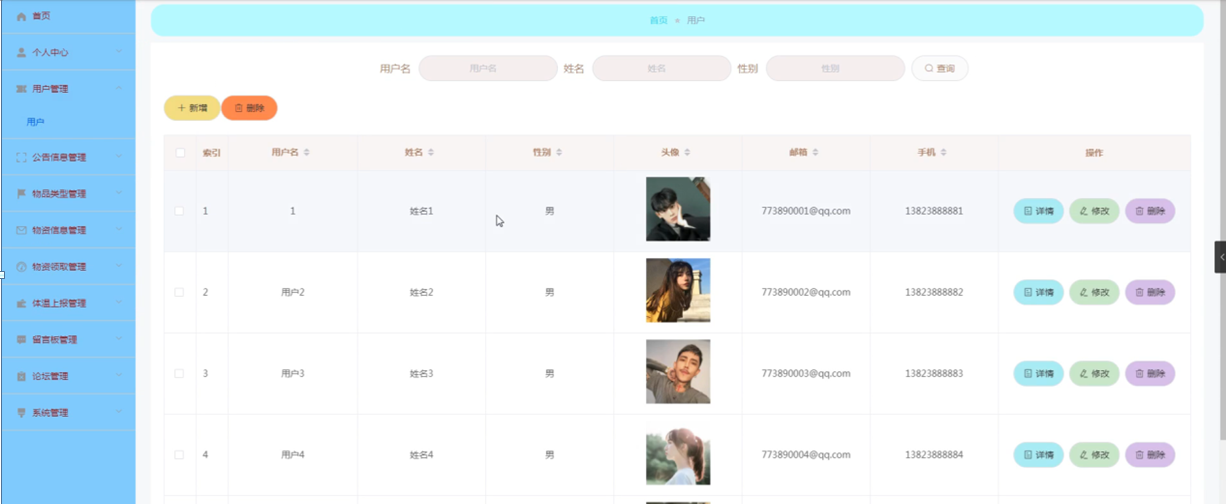 首页
个人中心
用户管理
用户
公告信息管理
物品类型管理
物资信息管理
物资领取管理
体温上报管理
留言板管理
论坛管理
系统管理
首页 用户
用户名 用户名 姓名 姓名 性别 性别 查询
+ 新增 删除
索引 用户名 姓名 性别 头像 邮箱 手机 操作
1 1 姓名1 男 773890001@qq.com 13823888881 详情 修改 删除
2 用户2 姓名2 男 773890002@qq.com 13823888882 详情 修改 删除
3 用户3 姓名3 男 773890003@qq.com 13823888883 详情 修改 删除
4 用户4 姓名4 男 773890004@qq.com 13823888884 详情 修改 删除